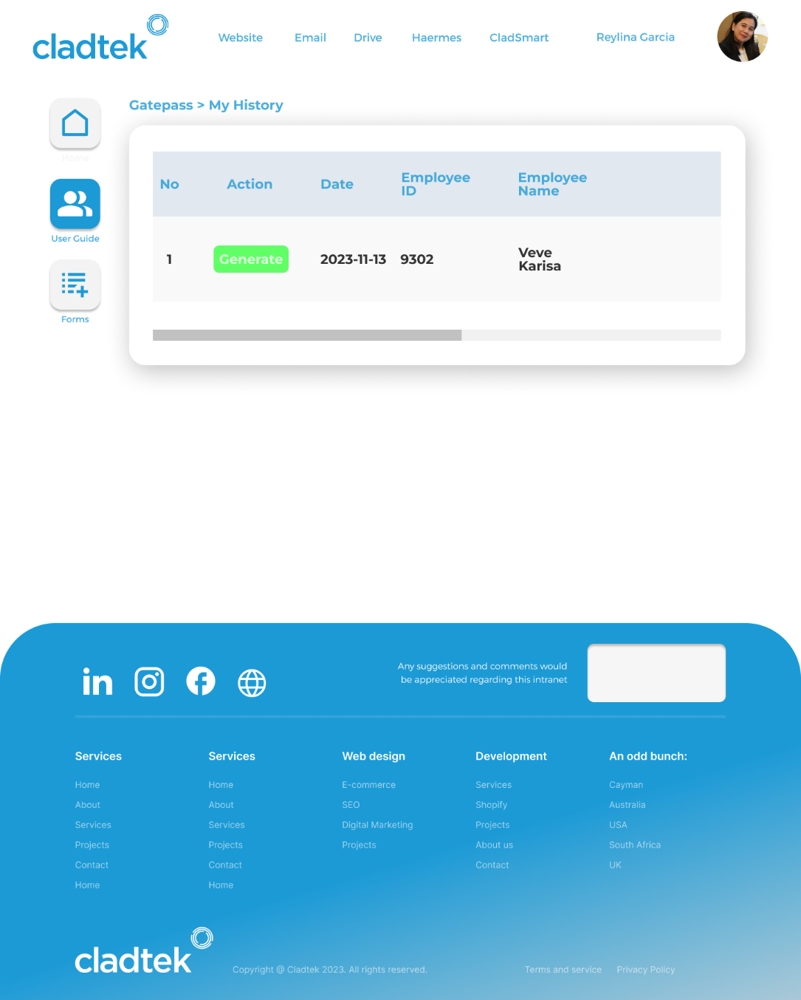 cladtek
Website Email Drive Haermes CladSmart Reylina Garcia
Gatepass > My History
Home
User Guide
Forms
No Action Date Employee ID Employee Name
1 Generate 2023-11-13 9302 Veve Karisa
Any suggestions and comments would
be appreciated regarding this intranet
Services
Home
About
Services
Projects
Contact
Home
Services
Home
About
Services
Projects
Contact
Home
Web design
E-commerce
SEO
Digital Marketing
Projects
Development
Services
Shopify
Projects
About us
Contact
An odd bunch:
Cayman
Australia
USA
South Africa
UK
cladtek
Copyright @ Cladtek 2023. All rights reserved.
Terms and service Privacy Policy